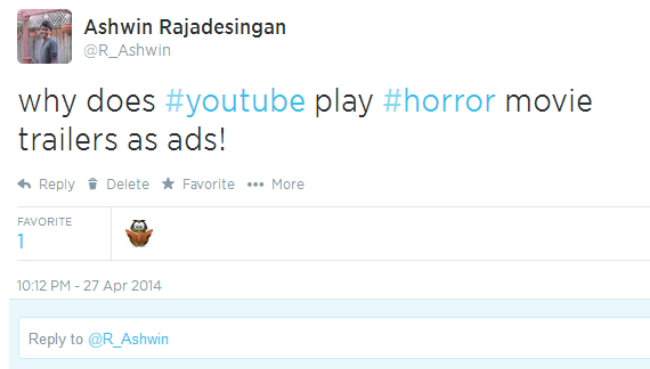 Ashwin Rajadesingan
@R_Ashwin
why does #youtube play #horror movie
trailers as ads!
Reply Delete Favorite More
FAVORITE
1
10:12 PM - 27 Apr 2014
Reply to @R_Ashwin